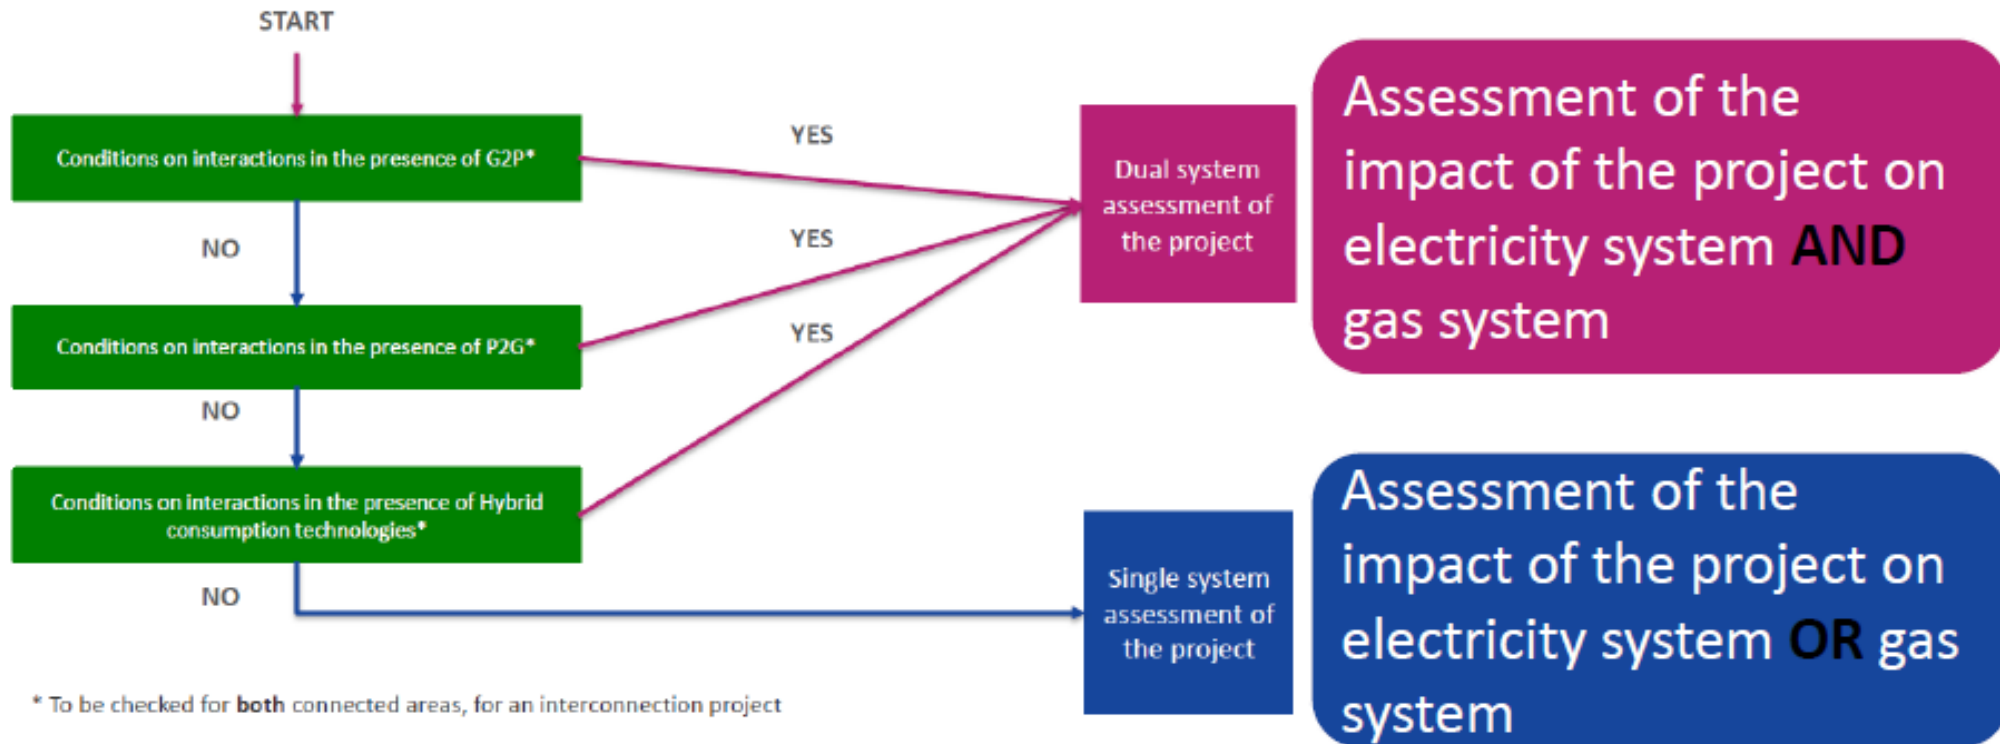 START
Conditions on interactions in the presence of G2P*
YES
NO
Conditions on interactions in the presence of P2G*
YES
NO
Conditions on interactions in the presence of Hybrid
consumption technologies*
YES
NO
Dual system
assessment of
the project
Assessment of the
impact of the project on
electricity system AND
gas system
Single system
assessment of
the project
Assessment of the
impact of the project on
electricity system OR gas
system
* To be checked for both connected areas, for an interconnection project